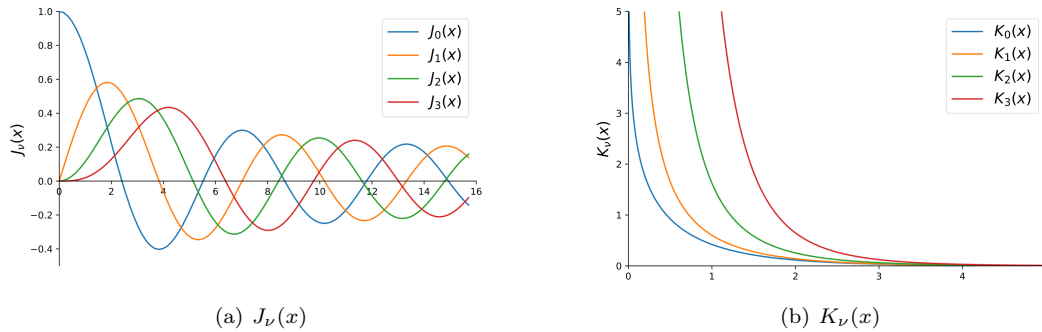 1.0
0.8
0.6
0.4
0.2
0.0
−0.2
−0.4
J_ν(x)
0 2 4 6 8 10 12 14 16
J_0(x)
J_1(x)
J_2(x)
J_3(x)
(a) J_ν(x)
5
4
3
2
1
0
K_ν(x)
0 1 2 3 4
K_0(x)
K_1(x)
K_2(x)
K_3(x)
(b) K_ν(x)